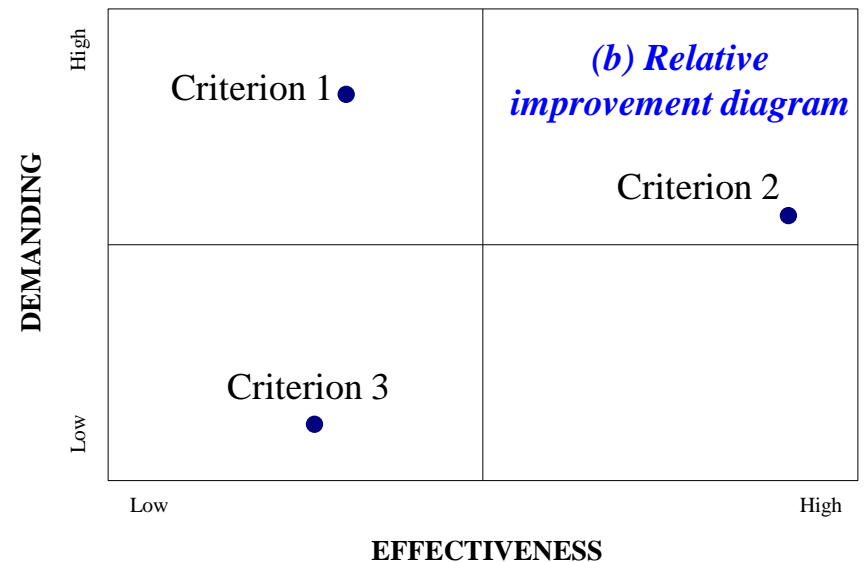 High
(b) Relative
improvement diagram
Criterion 1
Criterion 2
DEMANDING
Criterion 3
Low
Low
High
EFFECTIVENESS